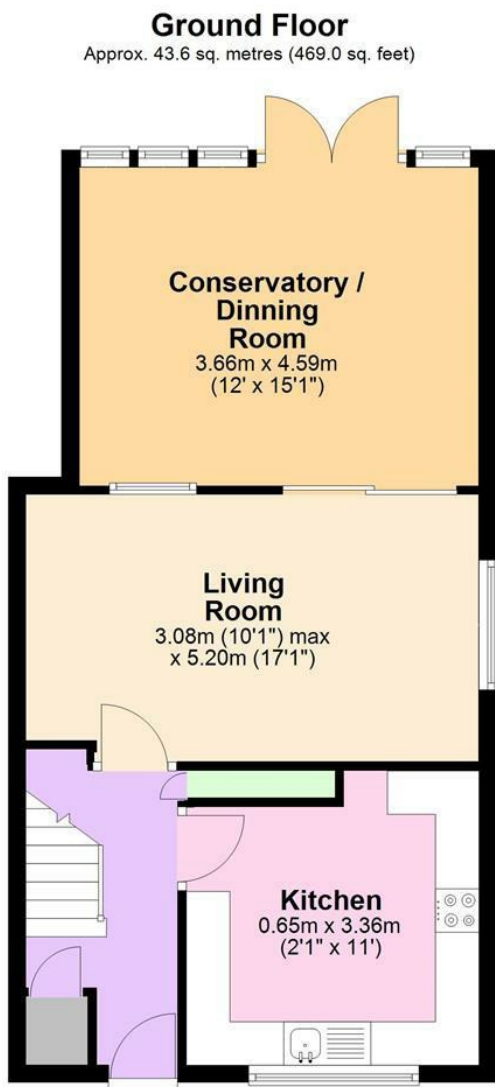 Ground Floor
Approx. 43.6 sq. metres (469.0 sq. feet)
Conservatory /
Dinning
Room
3.66m x 4.59m
(12' x 15'1")
Living
Room
3.08m (10'1") max
x 5.20m (17'1")
Kitchen
0.65m x 3.36m
(2'1" x 11')